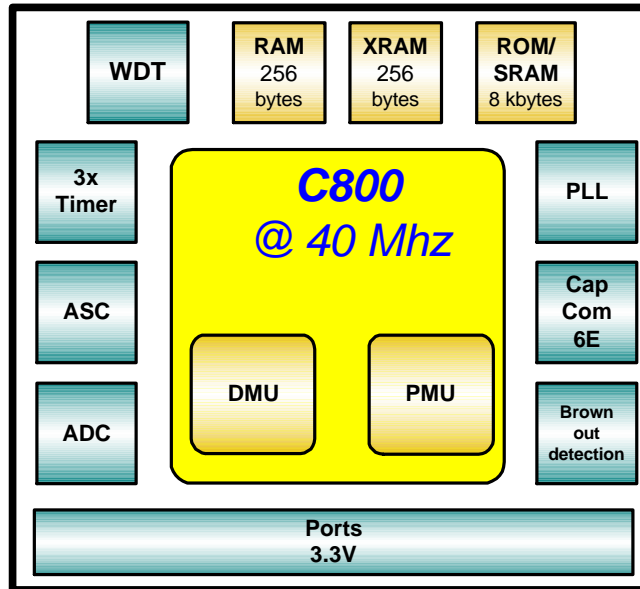 WDT
RAM
256
bytes
XRAM
256
bytes
ROM/
SRAM
8 kbytes
3x
Timer
C800
@ 40 Mhz
PLL
ASC
Cap
Com
6E
ADC
DMU
PMU
Brown
out
detection
Ports
3.3V